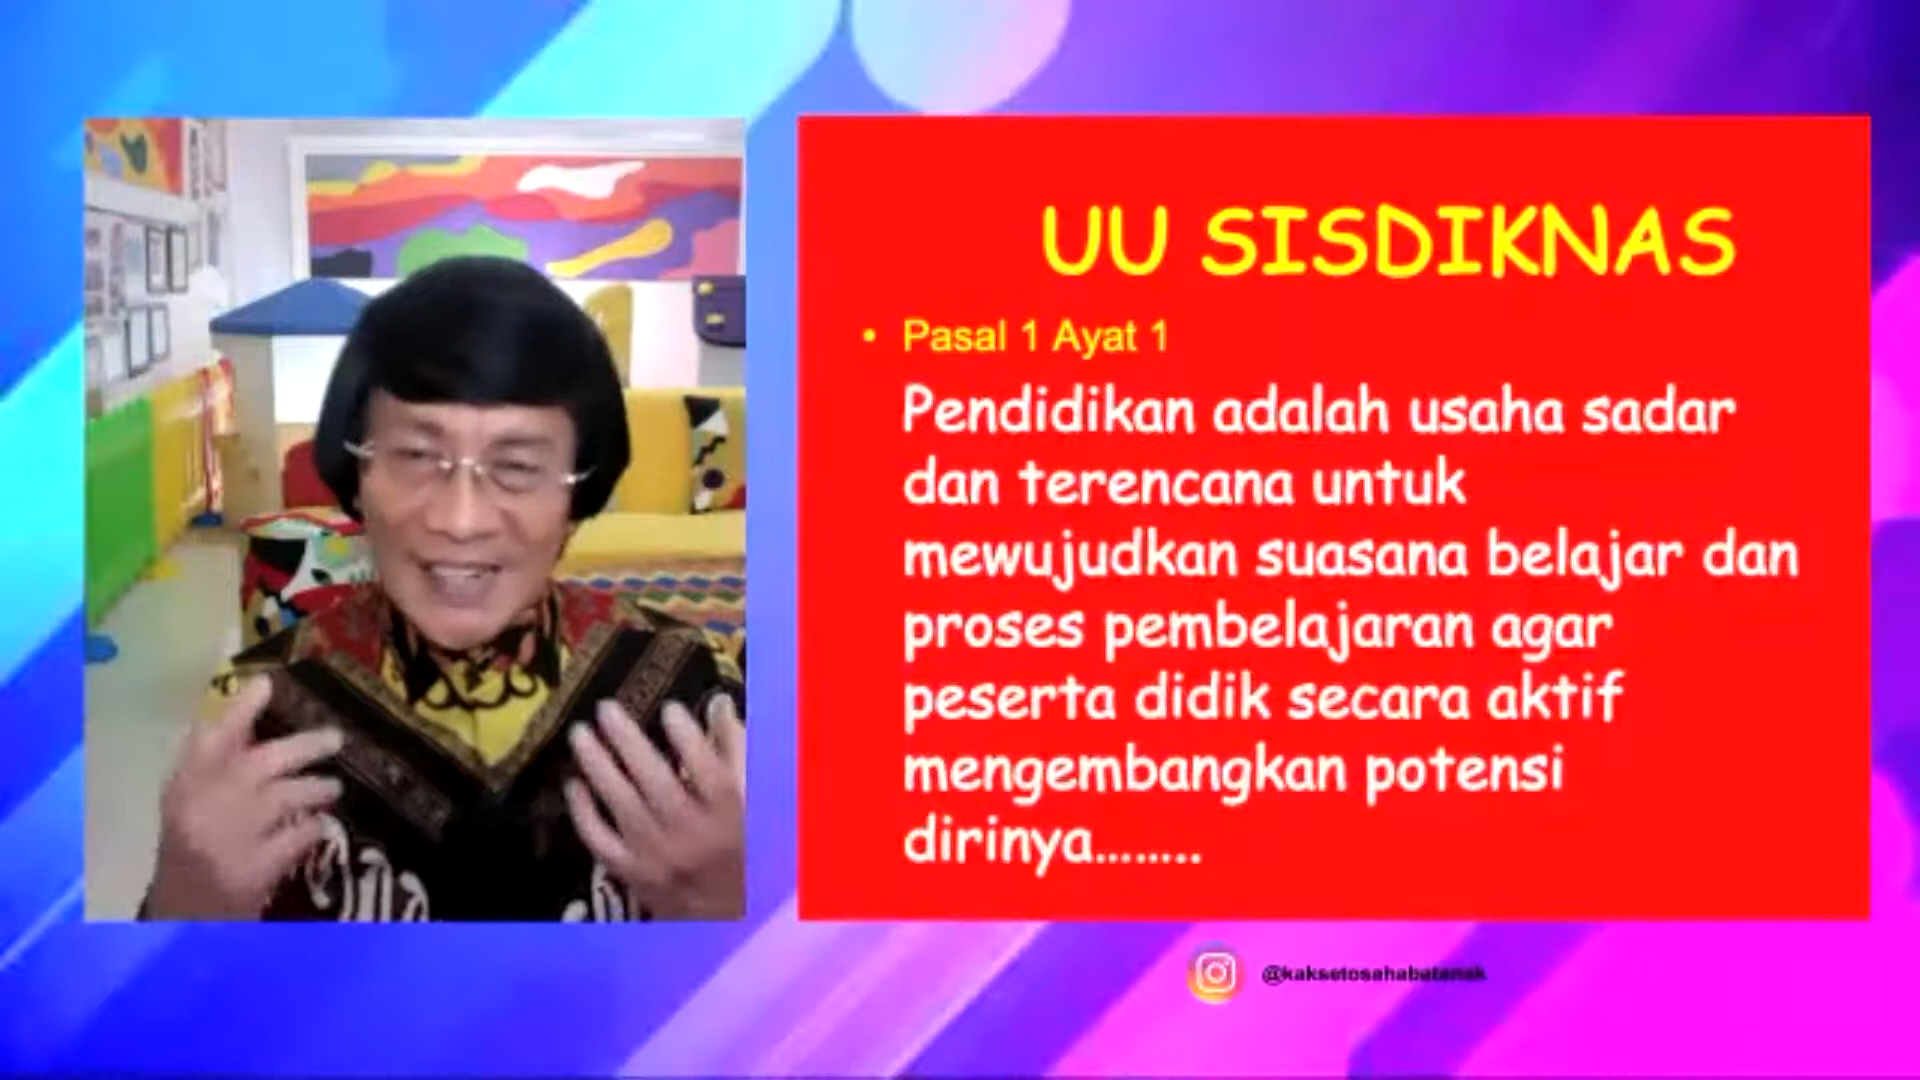 UU SISDIKNAS
• Pasal 1 Ayat 1
Pendidikan adalah usaha sadar
dan terencana untuk
mewujudkan suasana belajar dan
proses pembelajaran agar
peserta didik secara aktif
mengembangkan potensi
dirinya........
@kaksetosahabatanak